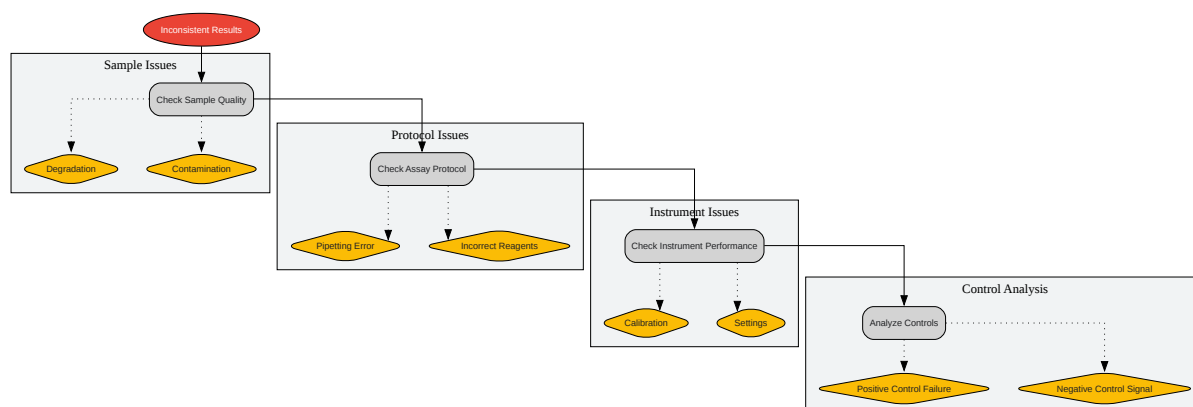 Inconsistent Results
Sample Issues
Check Sample Quality
Degradation
Contamination
Protocol Issues
Check Assay Protocol
Pipetting Error
Incorrect Reagents
Instrument Issues
Check Instrument Performance
Calibration
Settings
Control Analysis
Analyze Controls
Positive Control Failure
Negative Control Signal